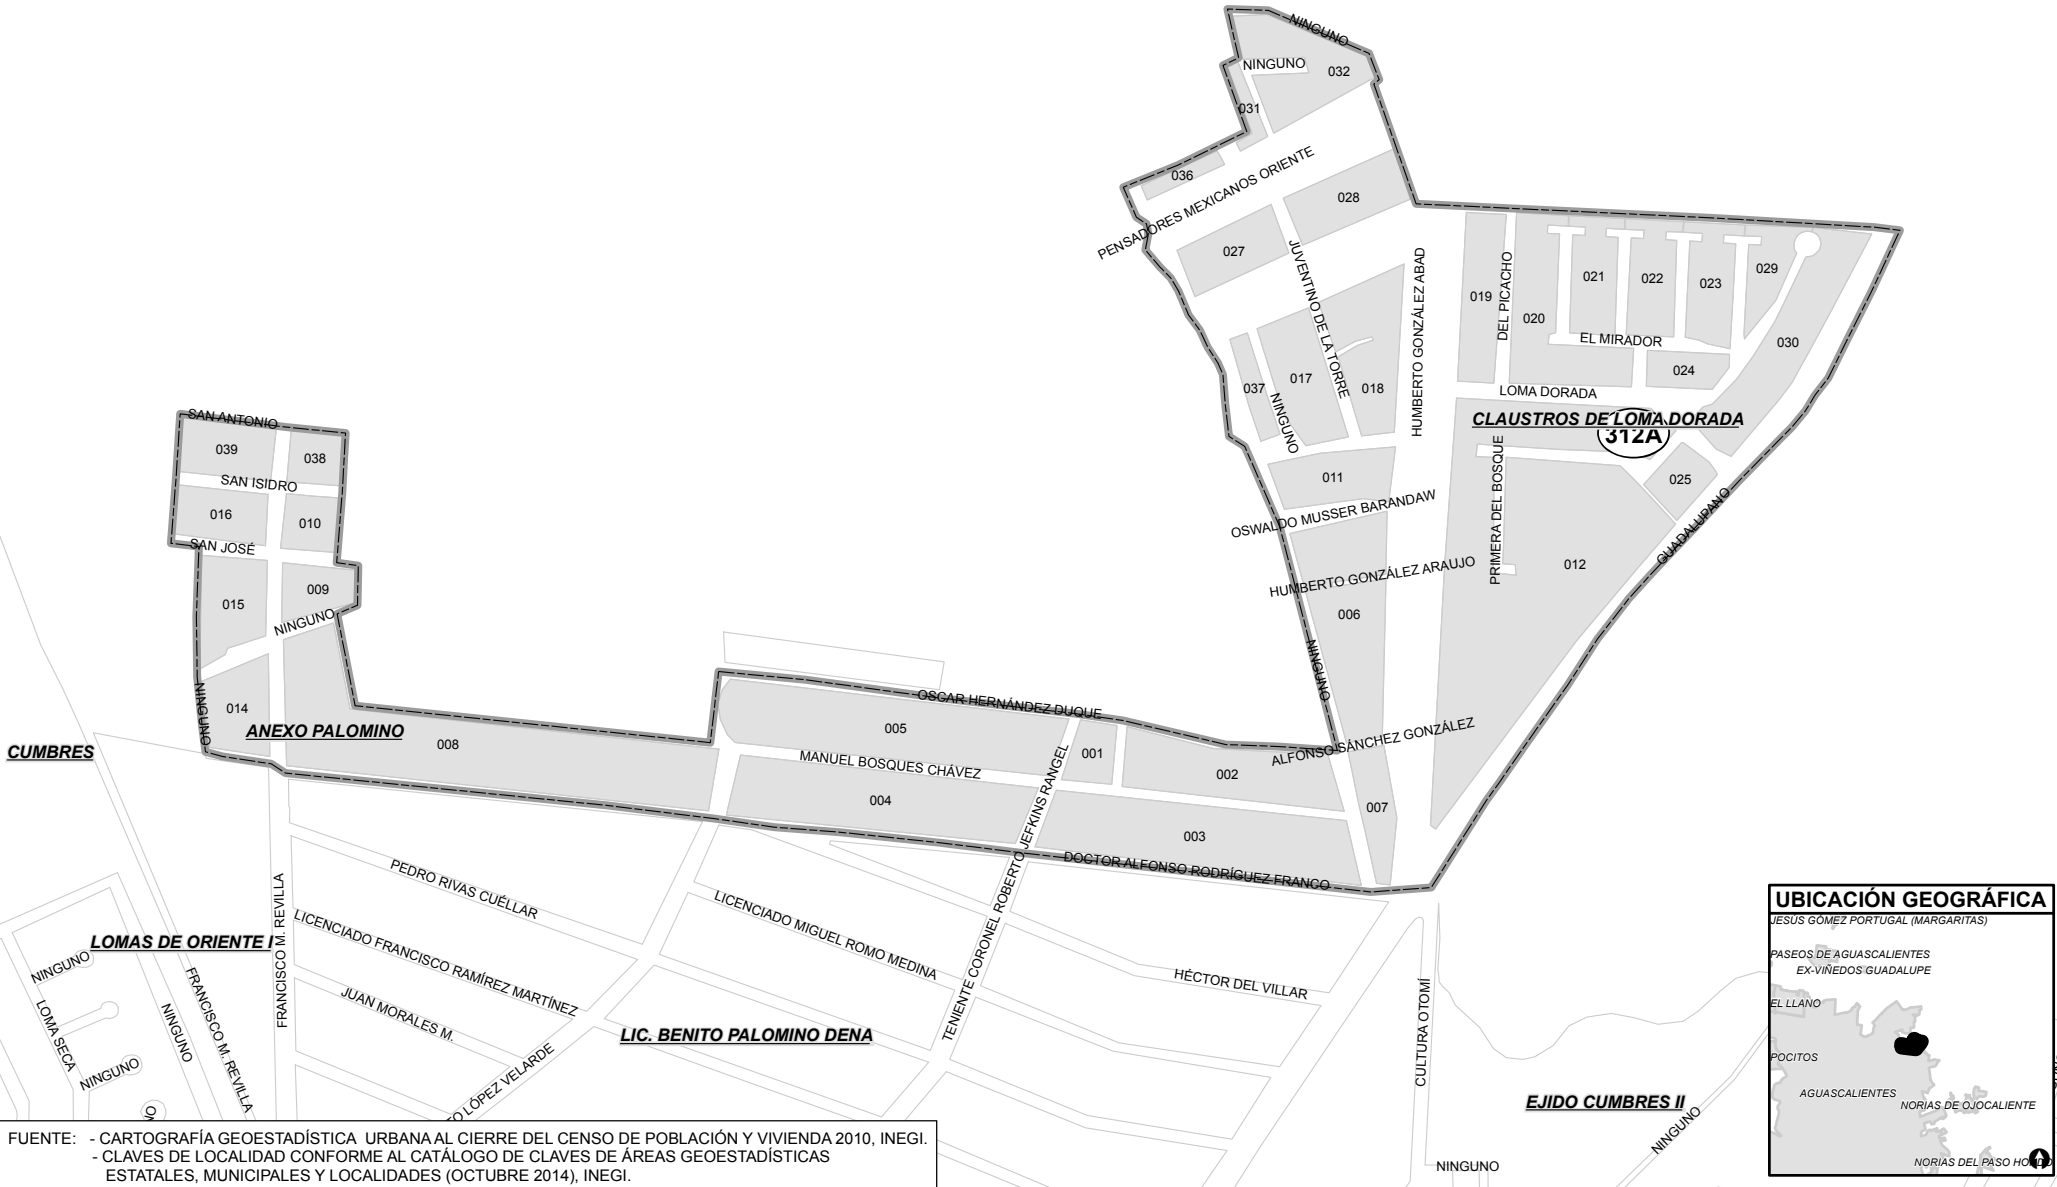 NINGUNO
NINGUNO
032
031
036
PENSADORES MEXICANOS ORIENTE
028
027
JUVENTINO DE LA TORRE
HUMBERTO GONZÁLEZ ABAD
019
DEL PICACHO
020
021
022
023
029
EL MIRADOR
030
024
037
017
018
NINGUNO
LOMA DORADA
CLAUSTROS DE LOMA DORADA
312A
SAN ANTONIO
039
038
SAN ISIDRO
016
010
SAN JOSÉ
015
009
NINGUNO
011
OSWALDO MUSSER BARANDAW
PRIMERA DEL BOSQUE
025
GUADALUPANO
HUMBERTO GONZÁLEZ ARAUJO
012
006
NINGUNO
NINGUNO
014
ANEXO PALOMINO
008
OSCAR HERNÁNDEZ DUQUE
005
001
MANUEL BOSQUES CHÁVEZ
002
ALFONSO SÁNCHEZ GONZÁLEZ
004
003
007
TENIENTE CORONEL ROBERTO JEFKINS RANGEL
DOCTOR ALFONSO RODRÍGUEZ FRANCO
CUMBRES
PEDRO RIVAS CUÉLLAR
FRANCISCO M. REVILLA
LICENCIADO FRANCISCO RAMÍREZ MARTÍNEZ
LICENCIADO MIGUEL ROMO MEDINA
LOMAS DE ORIENTE I
NINGUNO
FRANCISCO M. REVILLA
NINGUNO
LOMA SECA
NINGUNO
JUAN MORALES M.
HÉCTOR DEL VILLAR
CULTURA OTOMÍ
LIC. BENITO PALOMINO DENA
LÓPEZ VELARDE
EJIDO CUMBRES II
NINGUNO
NINGUNO
UBICACIÓN GEOGRÁFICA
JESÚS GÓMEZ PORTUGAL (MARGARITAS)
PASEOS DE AGUASCALIENTES
EX-VIÑEDOS GUADALUPE
EL LLANO
POCITOS
AGUASCALIENTES
NORIAS DE OJOCALIENTE
NORIAS DEL PASO HONDO
FUENTE: - CARTOGRAFÍA GEOESTADÍSTICA URBANA AL CIERRE DEL CENSO DE POBLACIÓN Y VIVIENDA 2010, INEGI.
- CLAVES DE LOCALIDAD CONFORME AL CATÁLOGO DE CLAVES DE ÁREAS GEOESTADÍSTICAS
ESTATALES, MUNICIPALES Y LOCALIDADES (OCTUBRE 2014), INEGI.